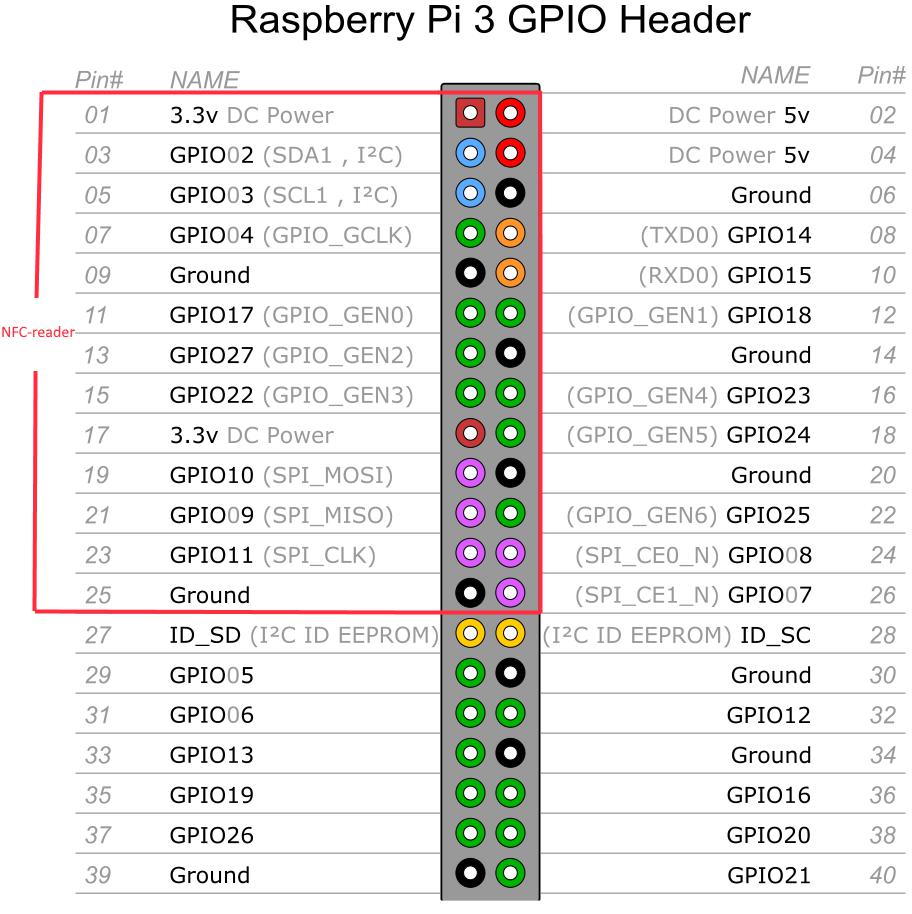 Raspberry Pi 3 GPIO Header
Pin# NAME NAME Pin#
01 3.3v DC Power DC Power 5v 02
03 GPIO02 (SDA1 , I²C) DC Power 5v 04
05 GPIO03 (SCL1 , I²C) Ground 06
07 GPIO04 (GPIO_GCLK) (TXD0) GPIO14 08
09 Ground (RXD0) GPIO15 10
11 GPIO17 (GPIO_GEN0) (GPIO_GEN1) GPIO18 12
NFC-reader
13 GPIO27 (GPIO_GEN2) Ground 14
15 GPIO22 (GPIO_GEN3) (GPIO_GEN4) GPIO23 16
17 3.3v DC Power (GPIO_GEN5) GPIO24 18
19 GPIO10 (SPI_MOSI) Ground 20
21 GPIO09 (SPI_MISO) (GPIO_GEN6) GPIO25 22
23 GPIO11 (SPI_CLK) (SPI_CE0_N) GPIO08 24
25 Ground (SPI_CE1_N) GPIO07 26
27 ID_SD (I²C ID EEPROM) (I²C ID EEPROM) ID_SC 28
29 GPIO05 Ground 30
31 GPIO06 GPIO12 32
33 GPIO13 Ground 34
35 GPIO19 GPIO16 36
37 GPIO26 GPIO20 38
39 Ground GPIO21 40